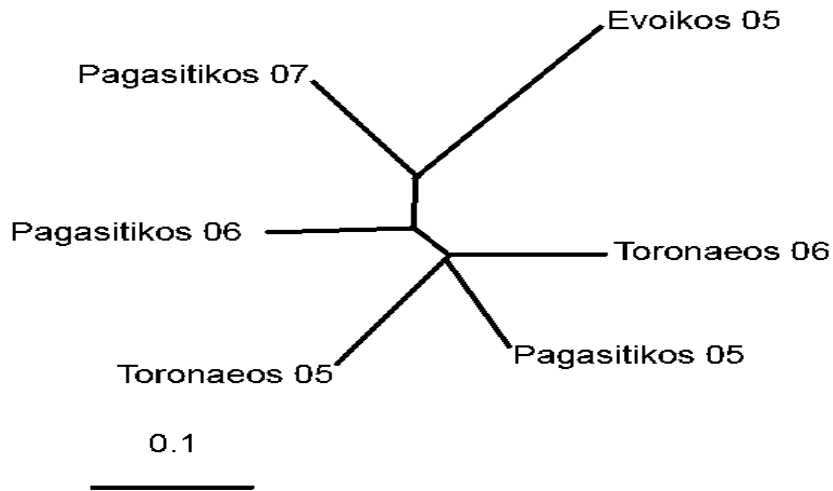 Evoikos 05
Pagasitikos 07
Pagasitikos 06
Toronaeos 06
Pagasitikos 05
Toronaeos 05
0.1